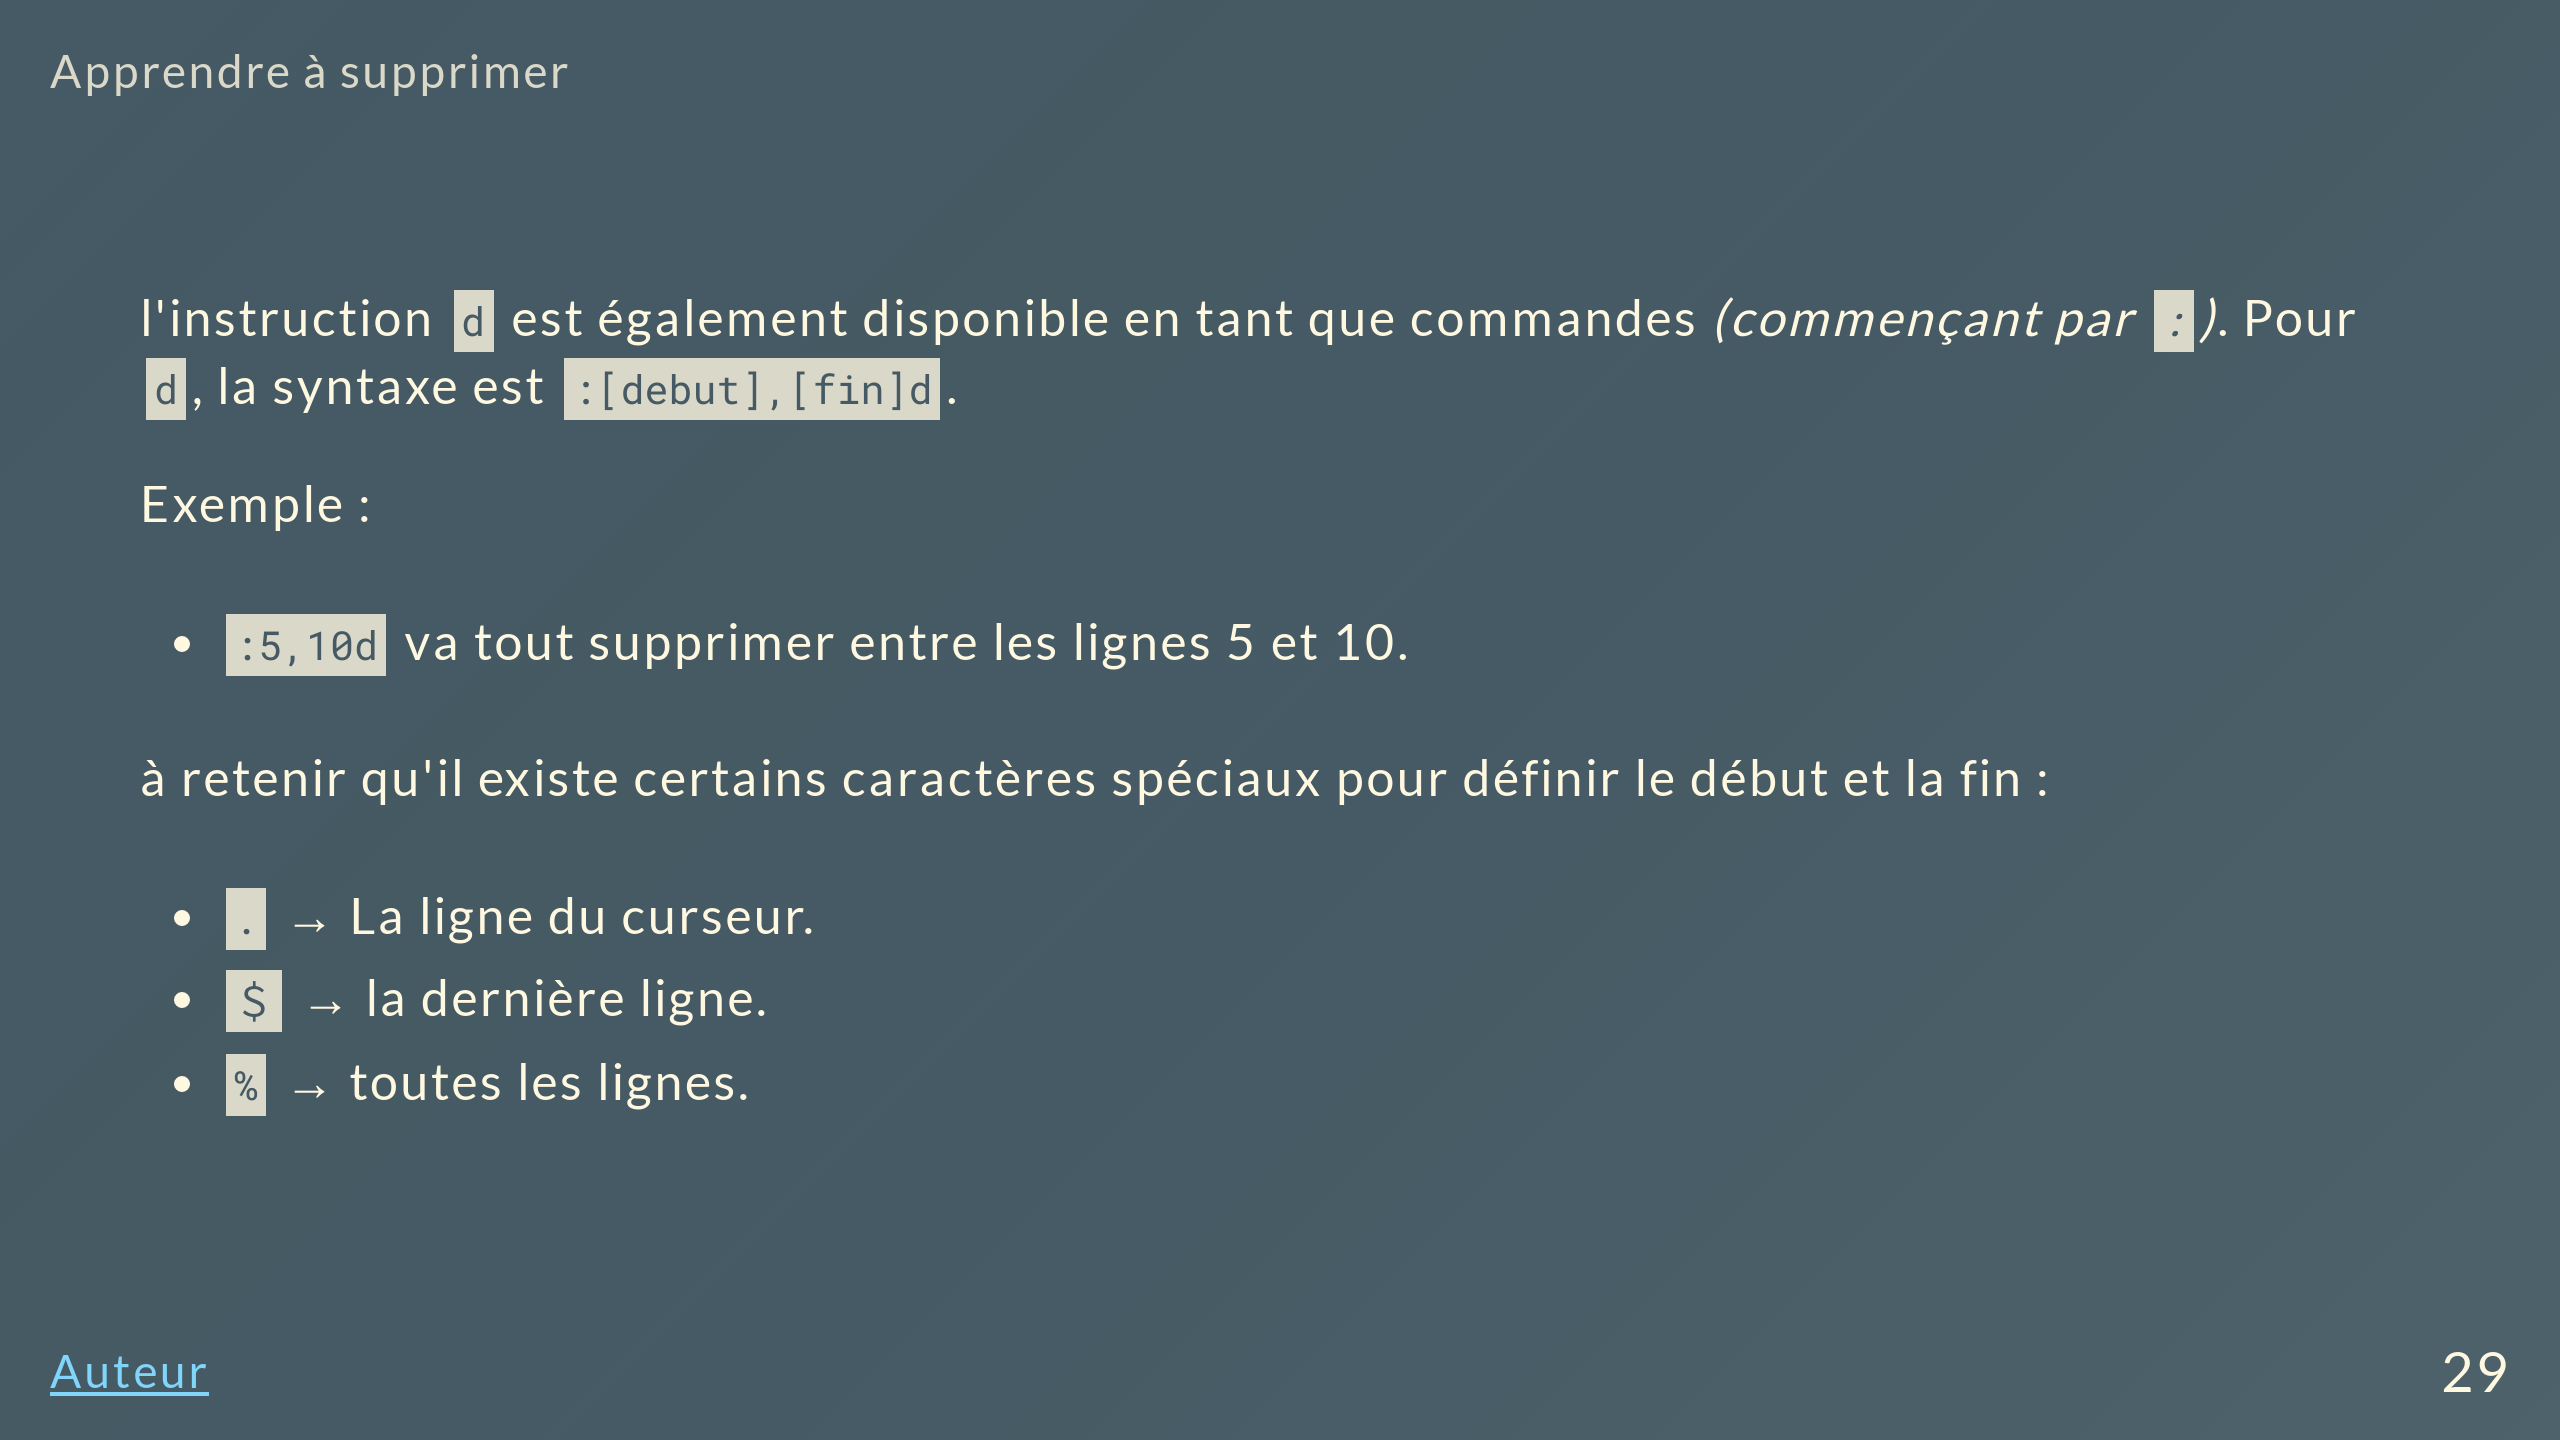 Apprendre à supprimer
l'instruction d est également disponible en tant que commandes (commençant par :). Pour
d, la syntaxe est :[debut],[fin]d.
Exemple :
• :5,10d va tout supprimer entre les lignes 5 et 10.
à retenir qu'il existe certains caractères spéciaux pour définir le début et la fin :
• . → La ligne du curseur.
• $ → la dernière ligne.
• % → toutes les lignes.
Auteur
29